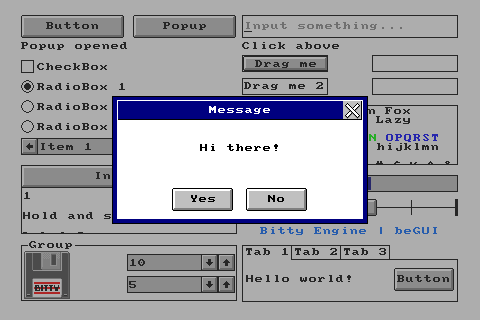 Button
Popup
Input something...
Popup opened
Click above
CheckBox
Drag me
RadioBox 1
Drag me 2
RadioBox
RadioBox
Message
Hi there!
Yes
No
n Fox
Lazy
N OPQRST
hijklmn
Item 1
In
1
Hold and s
Bitty Engine | beGUI
Group
BITTY
10
5
Tab 1
Tab 2
Tab 3
Hello world!
Button